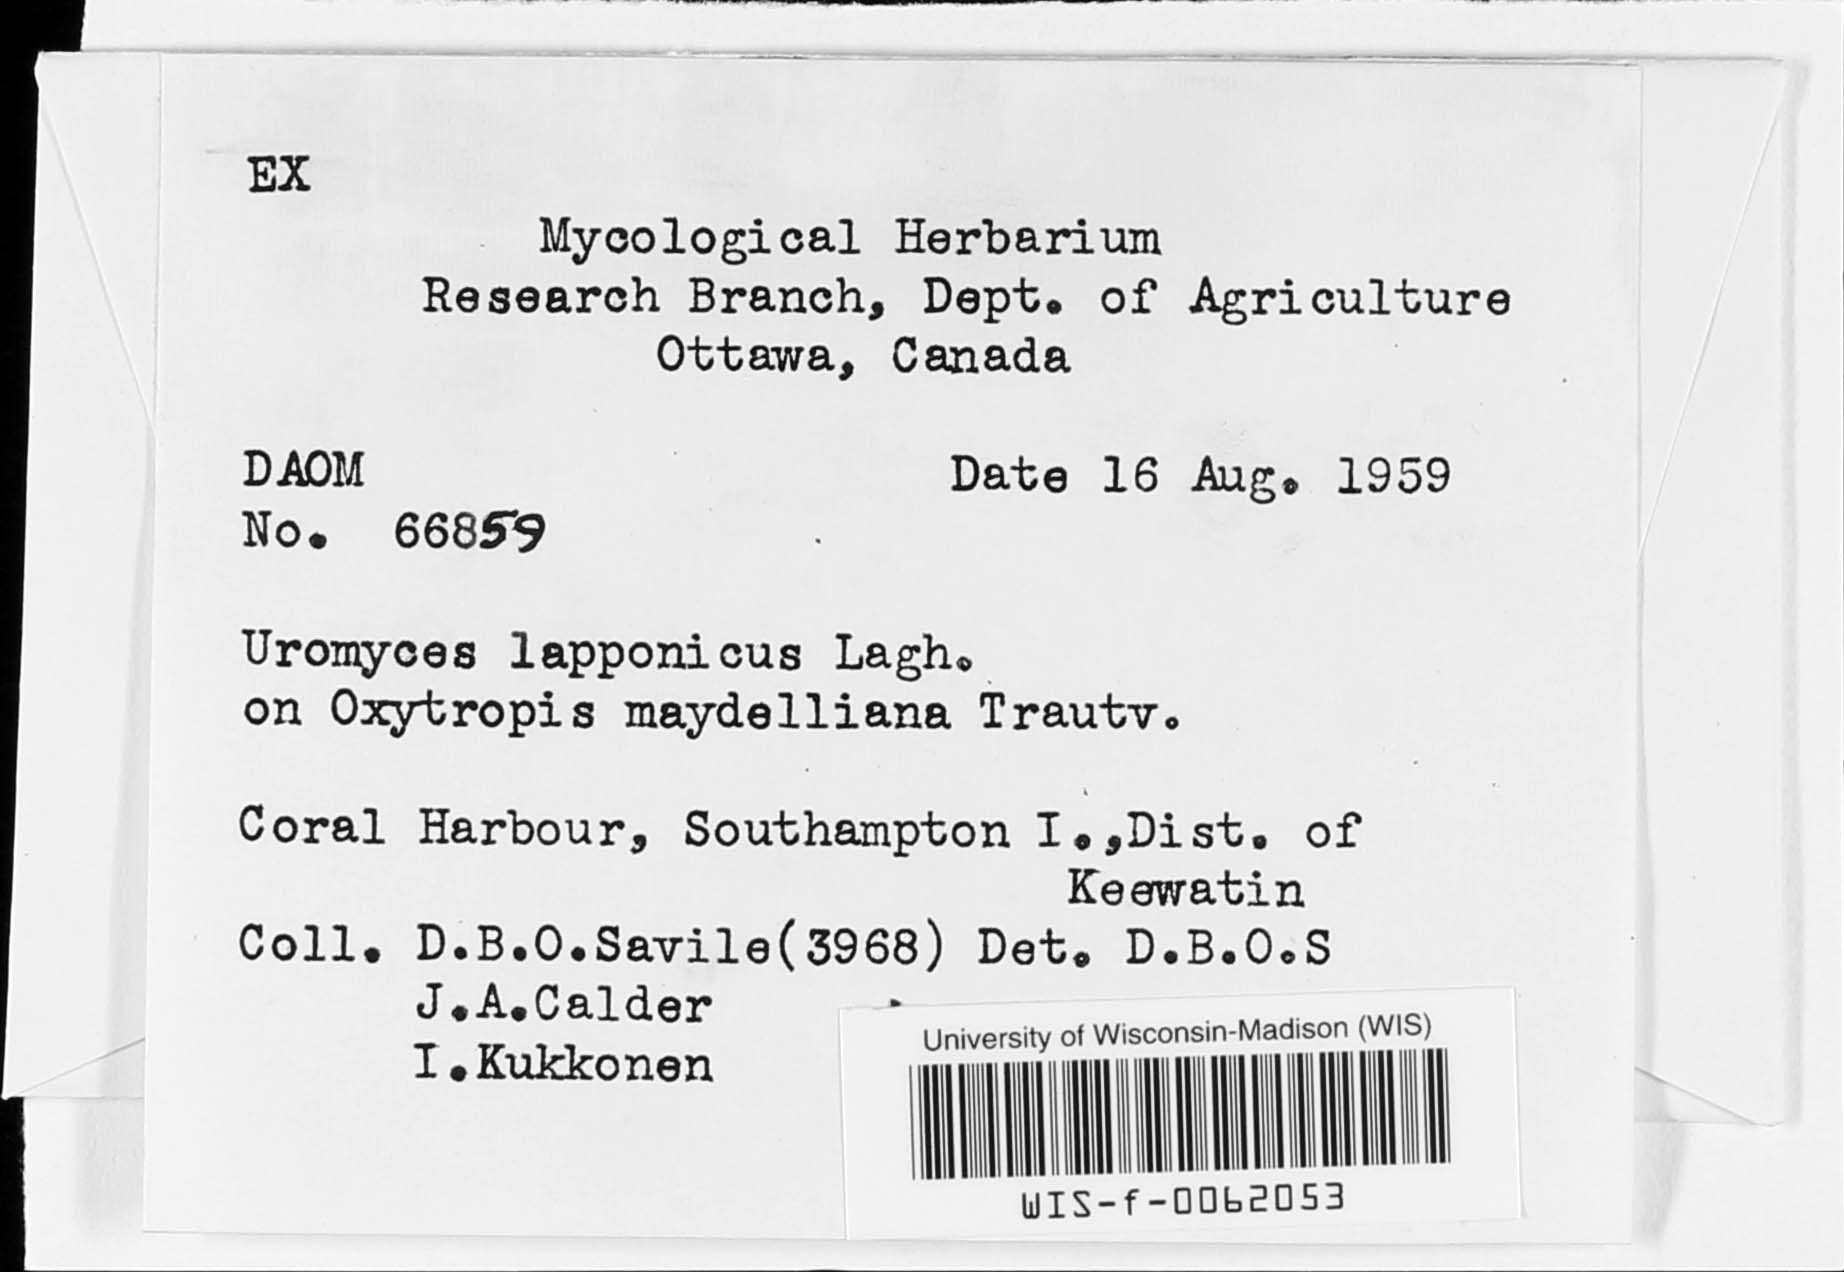 EX
Mycological Herbarium
Research Branch, Dept. of Agriculture
Ottawa, Canada
DAOM
Date 16 Aug. 1959
No. 66859
Uromyces lapponicus Lagh.
on Oxytropis maydelliana Trautv.
Coral Harbour, Southampton I.,Dist. of
Keewatin
Coll. D.B.O.Savile(3968) Det. D.B.O.S
J.A.Calder
I.Kukkonen
University of Wisconsin-Madison (WIS)
WIS-f-0062053